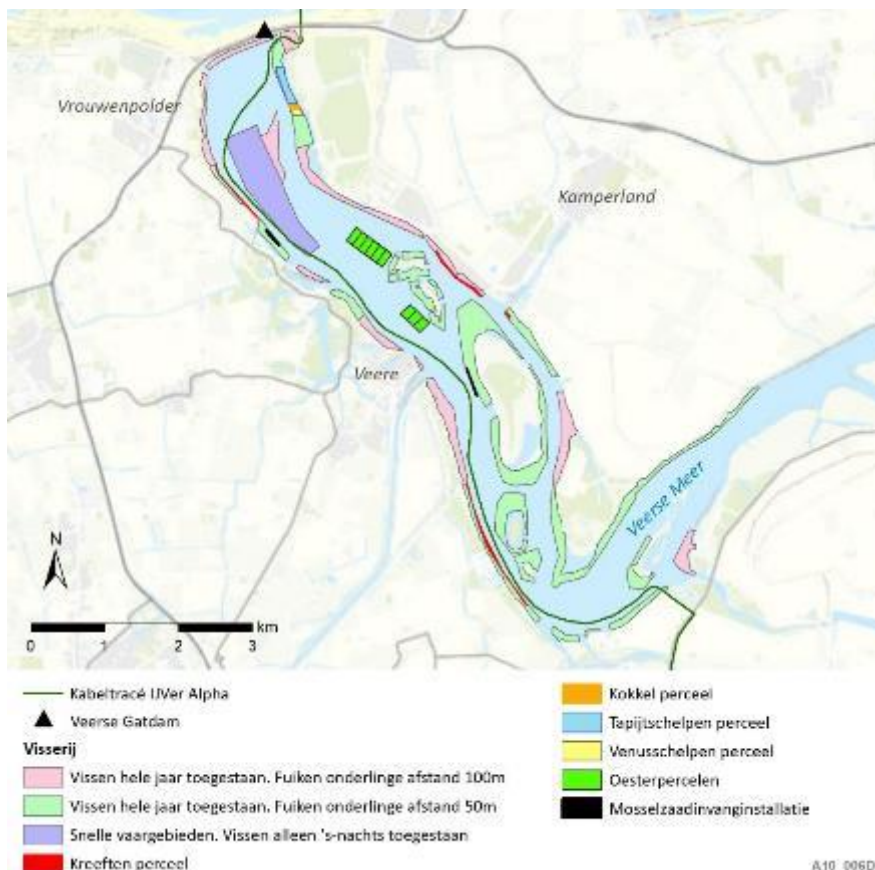 Vrouwenpolder
Kamperland
Veere
Veerse Meer
N
km
0 1 2 3
Kabeltracé IJVer Alpha
Veerse Gatdam
Visserij
Vissen hele jaar toegestaan. Fuiken onderlinge afstand 100m
Vissen hele jaar toegestaan. Fuiken onderlinge afstand 50m
Snelle vaargebieden. Vissen alleen 's-nachts toegestaan
Kreeften perceel
Kokkel perceel
Tapijtschelpen perceel
Venusschelpen perceel
Oesterpercelen
Mosselzaadinvanginstallatie
A10_006D